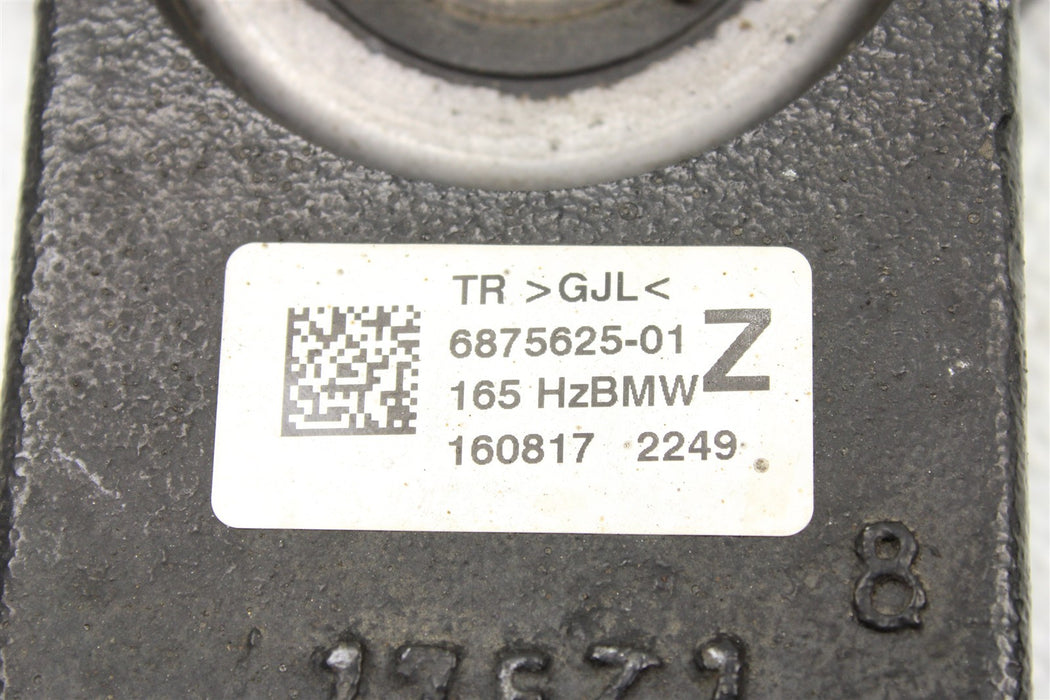 TR >GJL<
6875625-01
Z
165 HzBMW
160817 2249
8